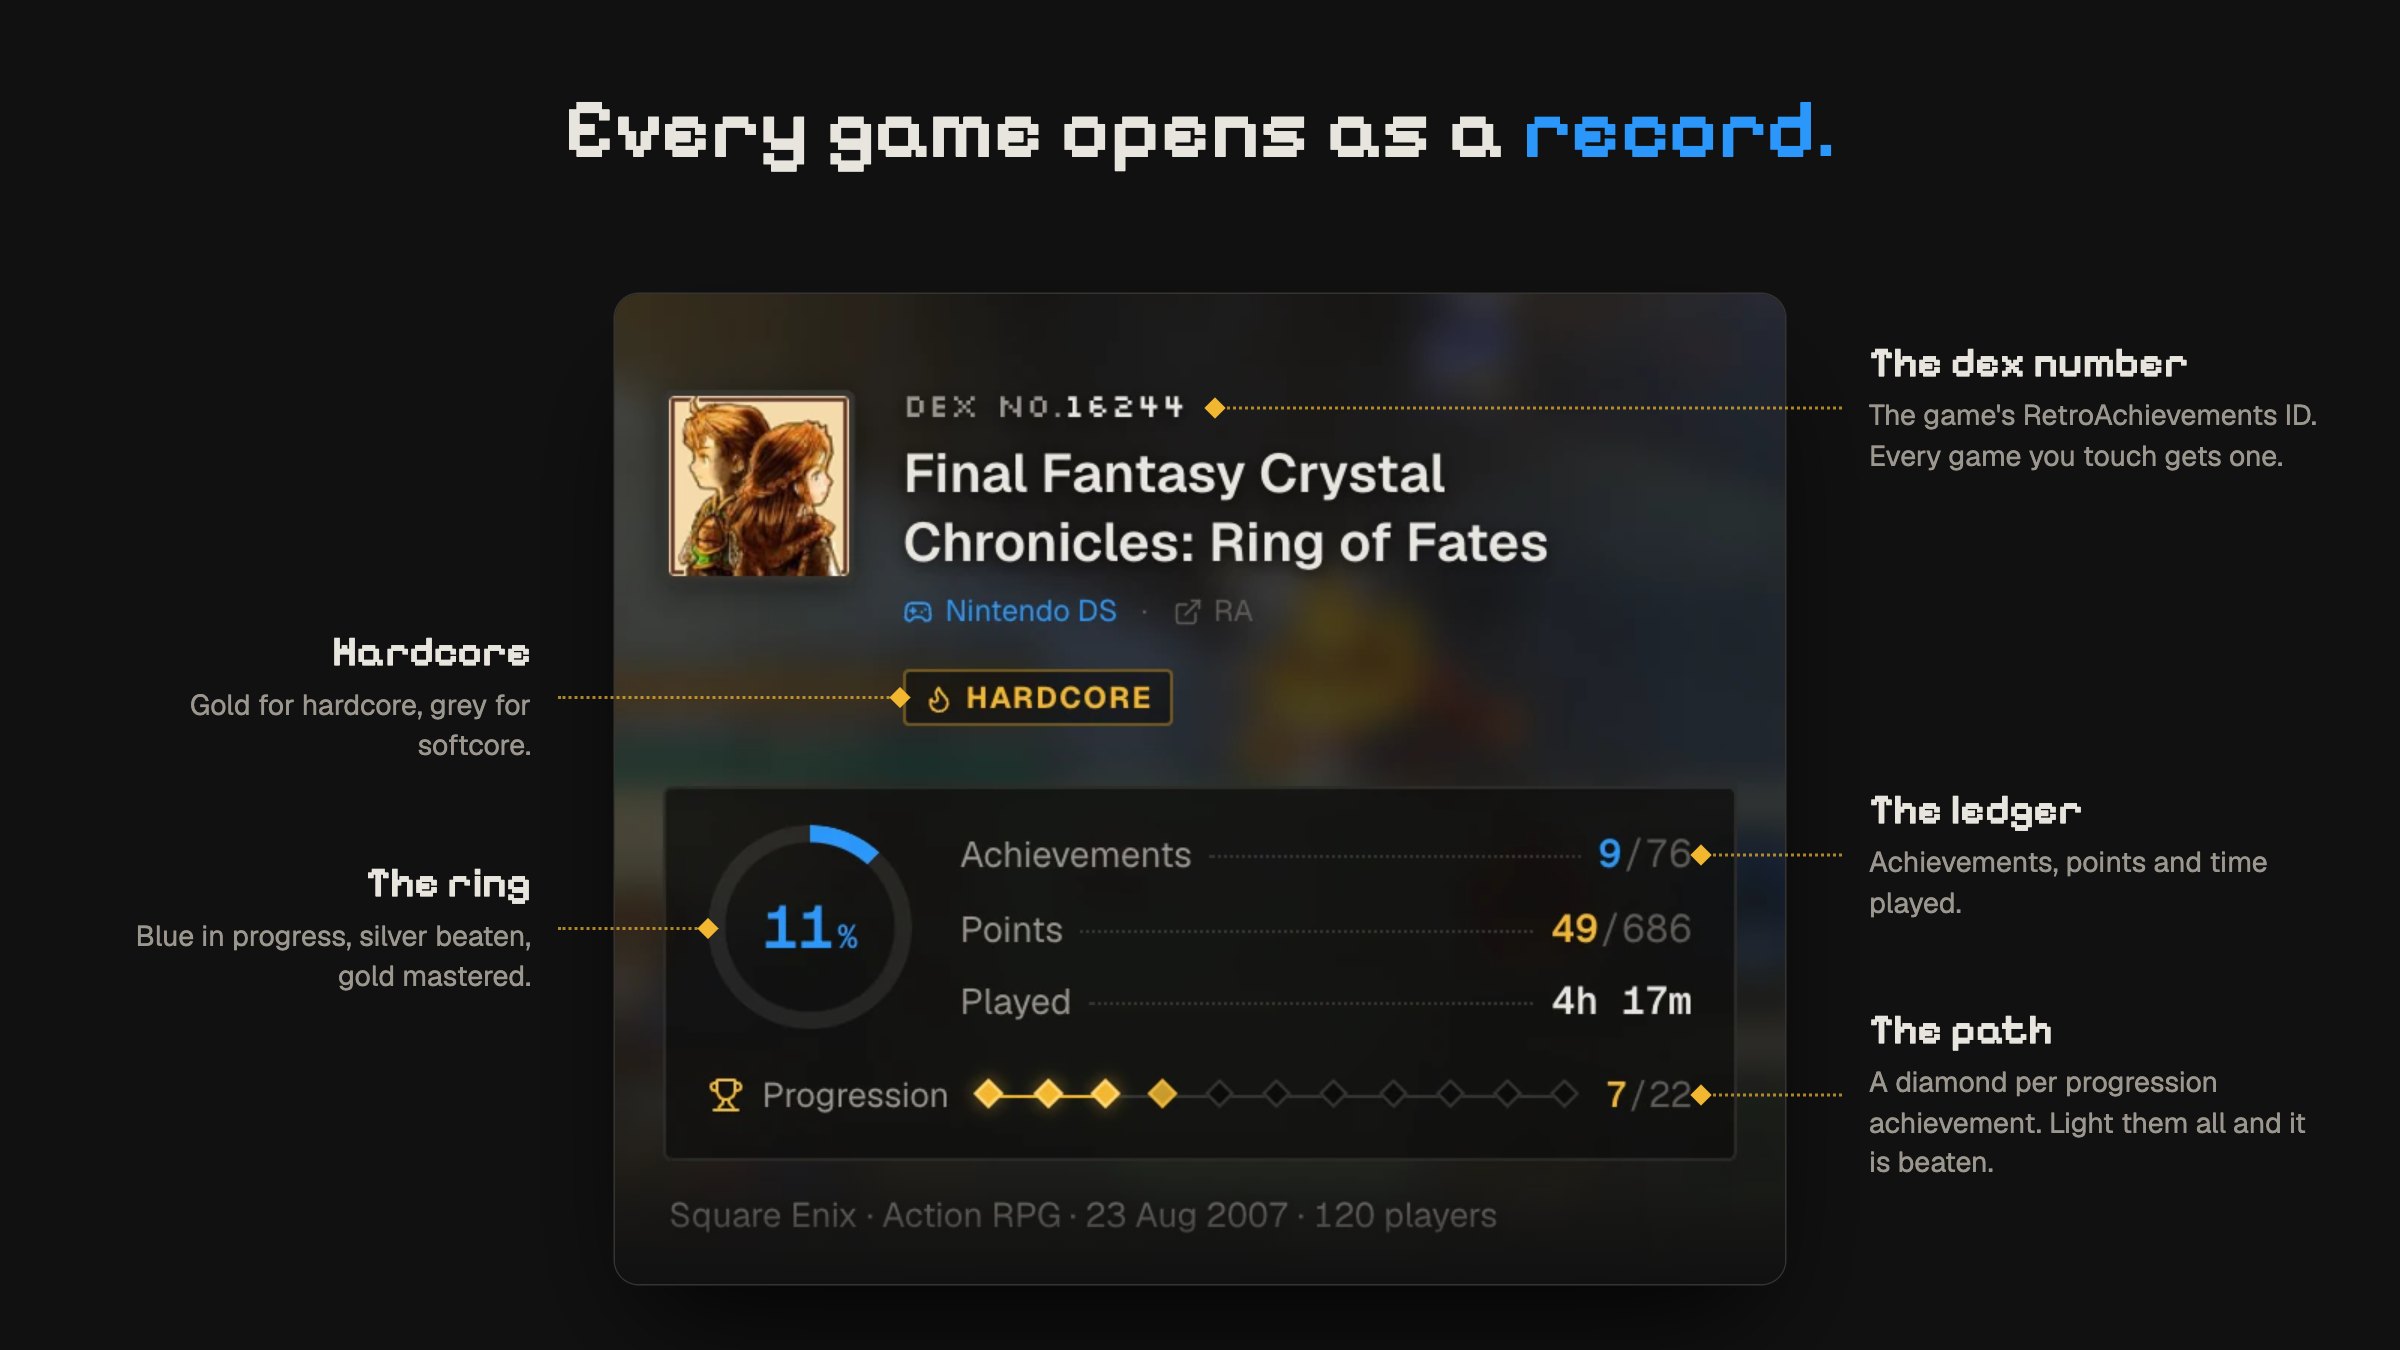 Every game opens as a record.
DEX NO.16244
Final Fantasy Crystal
Chronicles: Ring of Fates
Nintendo DS · RA
HARDCORE
11%
Achievements 9/76
Points 49/686
Played 4h 17m
Progression 7/22
Square Enix · Action RPG · 23 Aug 2007 · 120 players
Hardcore
Gold for hardcore, grey for
softcore.
The ring
Blue in progress, silver beaten,
gold mastered.
The dex number
The game's RetroAchievements ID.
Every game you touch gets one.
The ledger
Achievements, points and time
played.
The path
A diamond per progression
achievement. Light them all and it
is beaten.